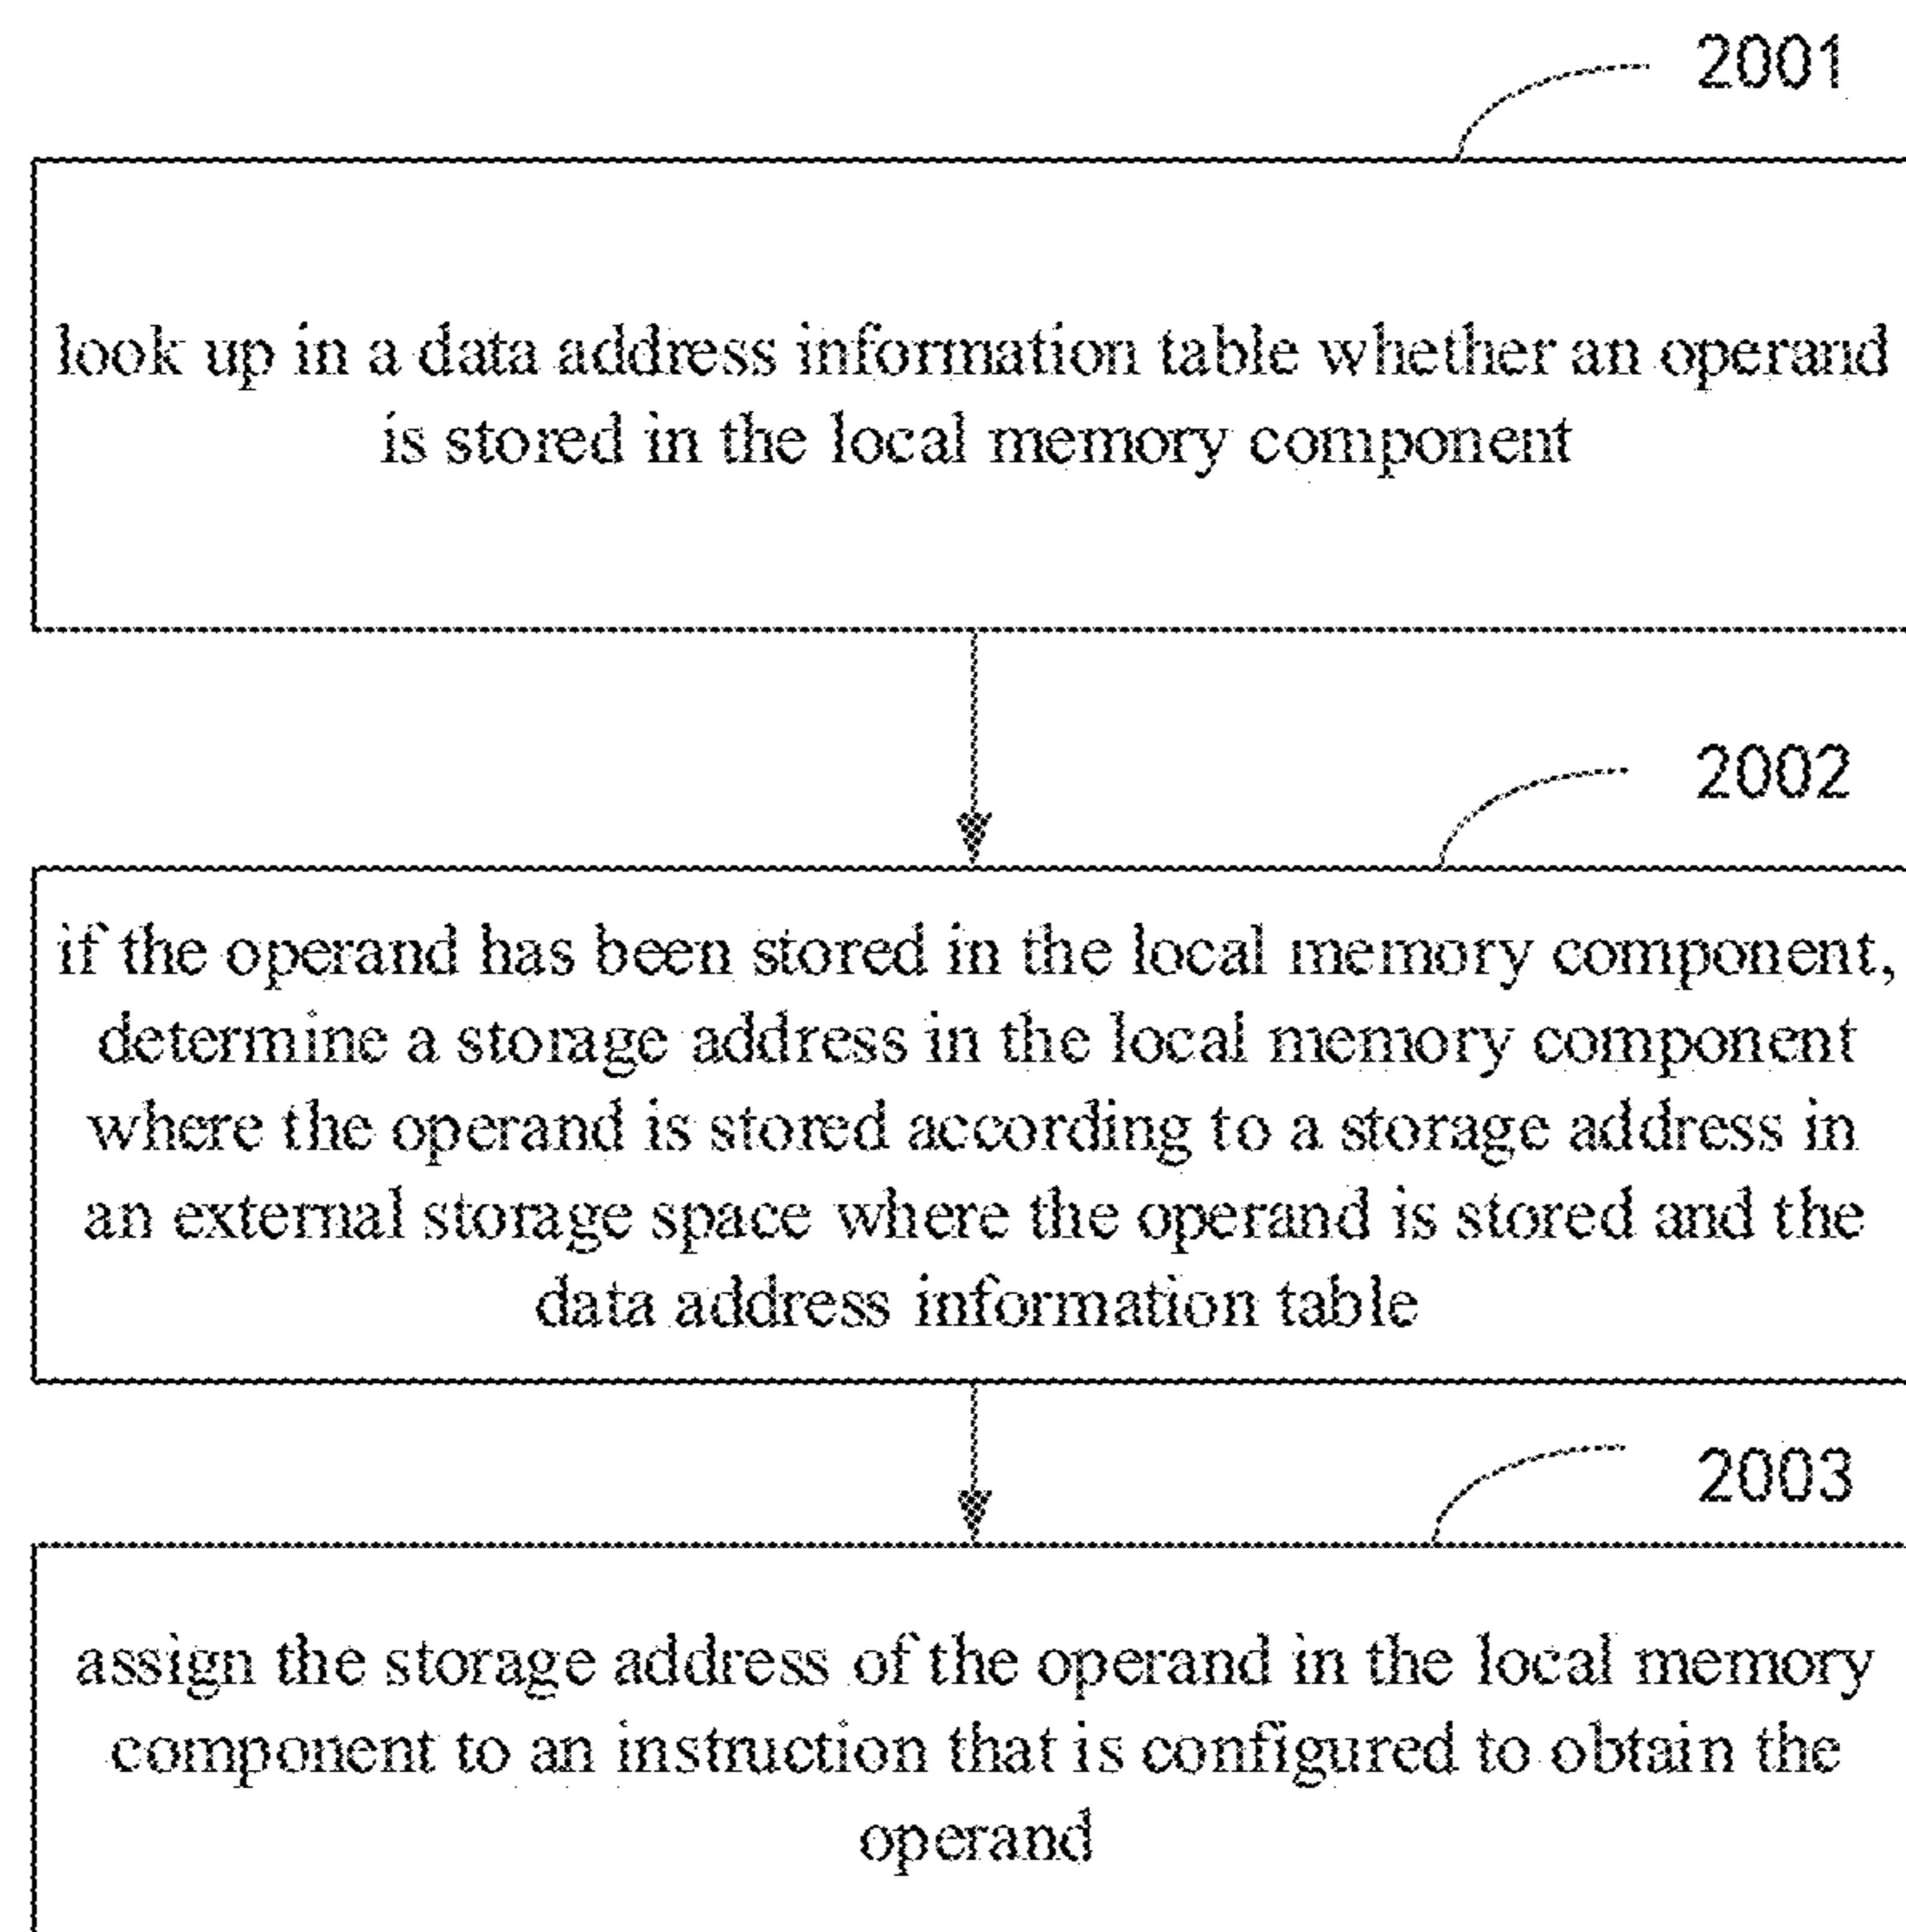 2001
look up in a data address information table whether an operand
is stored in the local memory component
2002
if the operand has been stored in the local memory component,
determine a storage address in the local memory component
where the operand is stored according to a storage address in
an external storage space where the operand is stored and the
data address information table
2003
assign the storage address of the operand in the local memory
component to an instruction that is configured to obtain the
operand